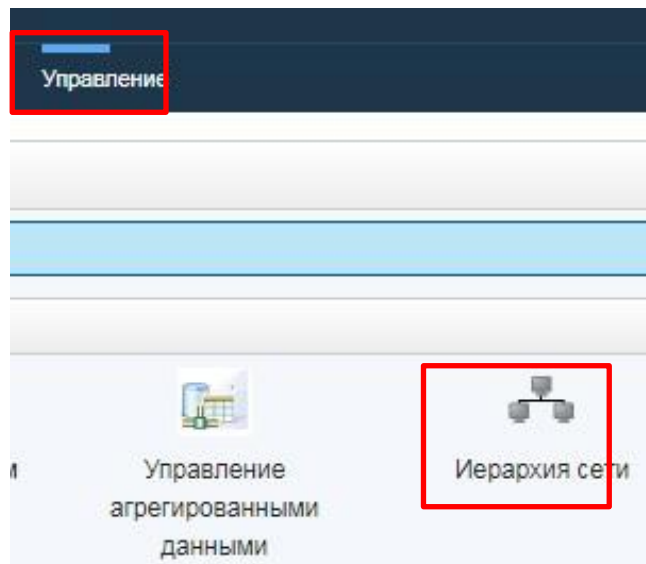 Управление
м
Управление
агрегированными
данными
Иерархия сети